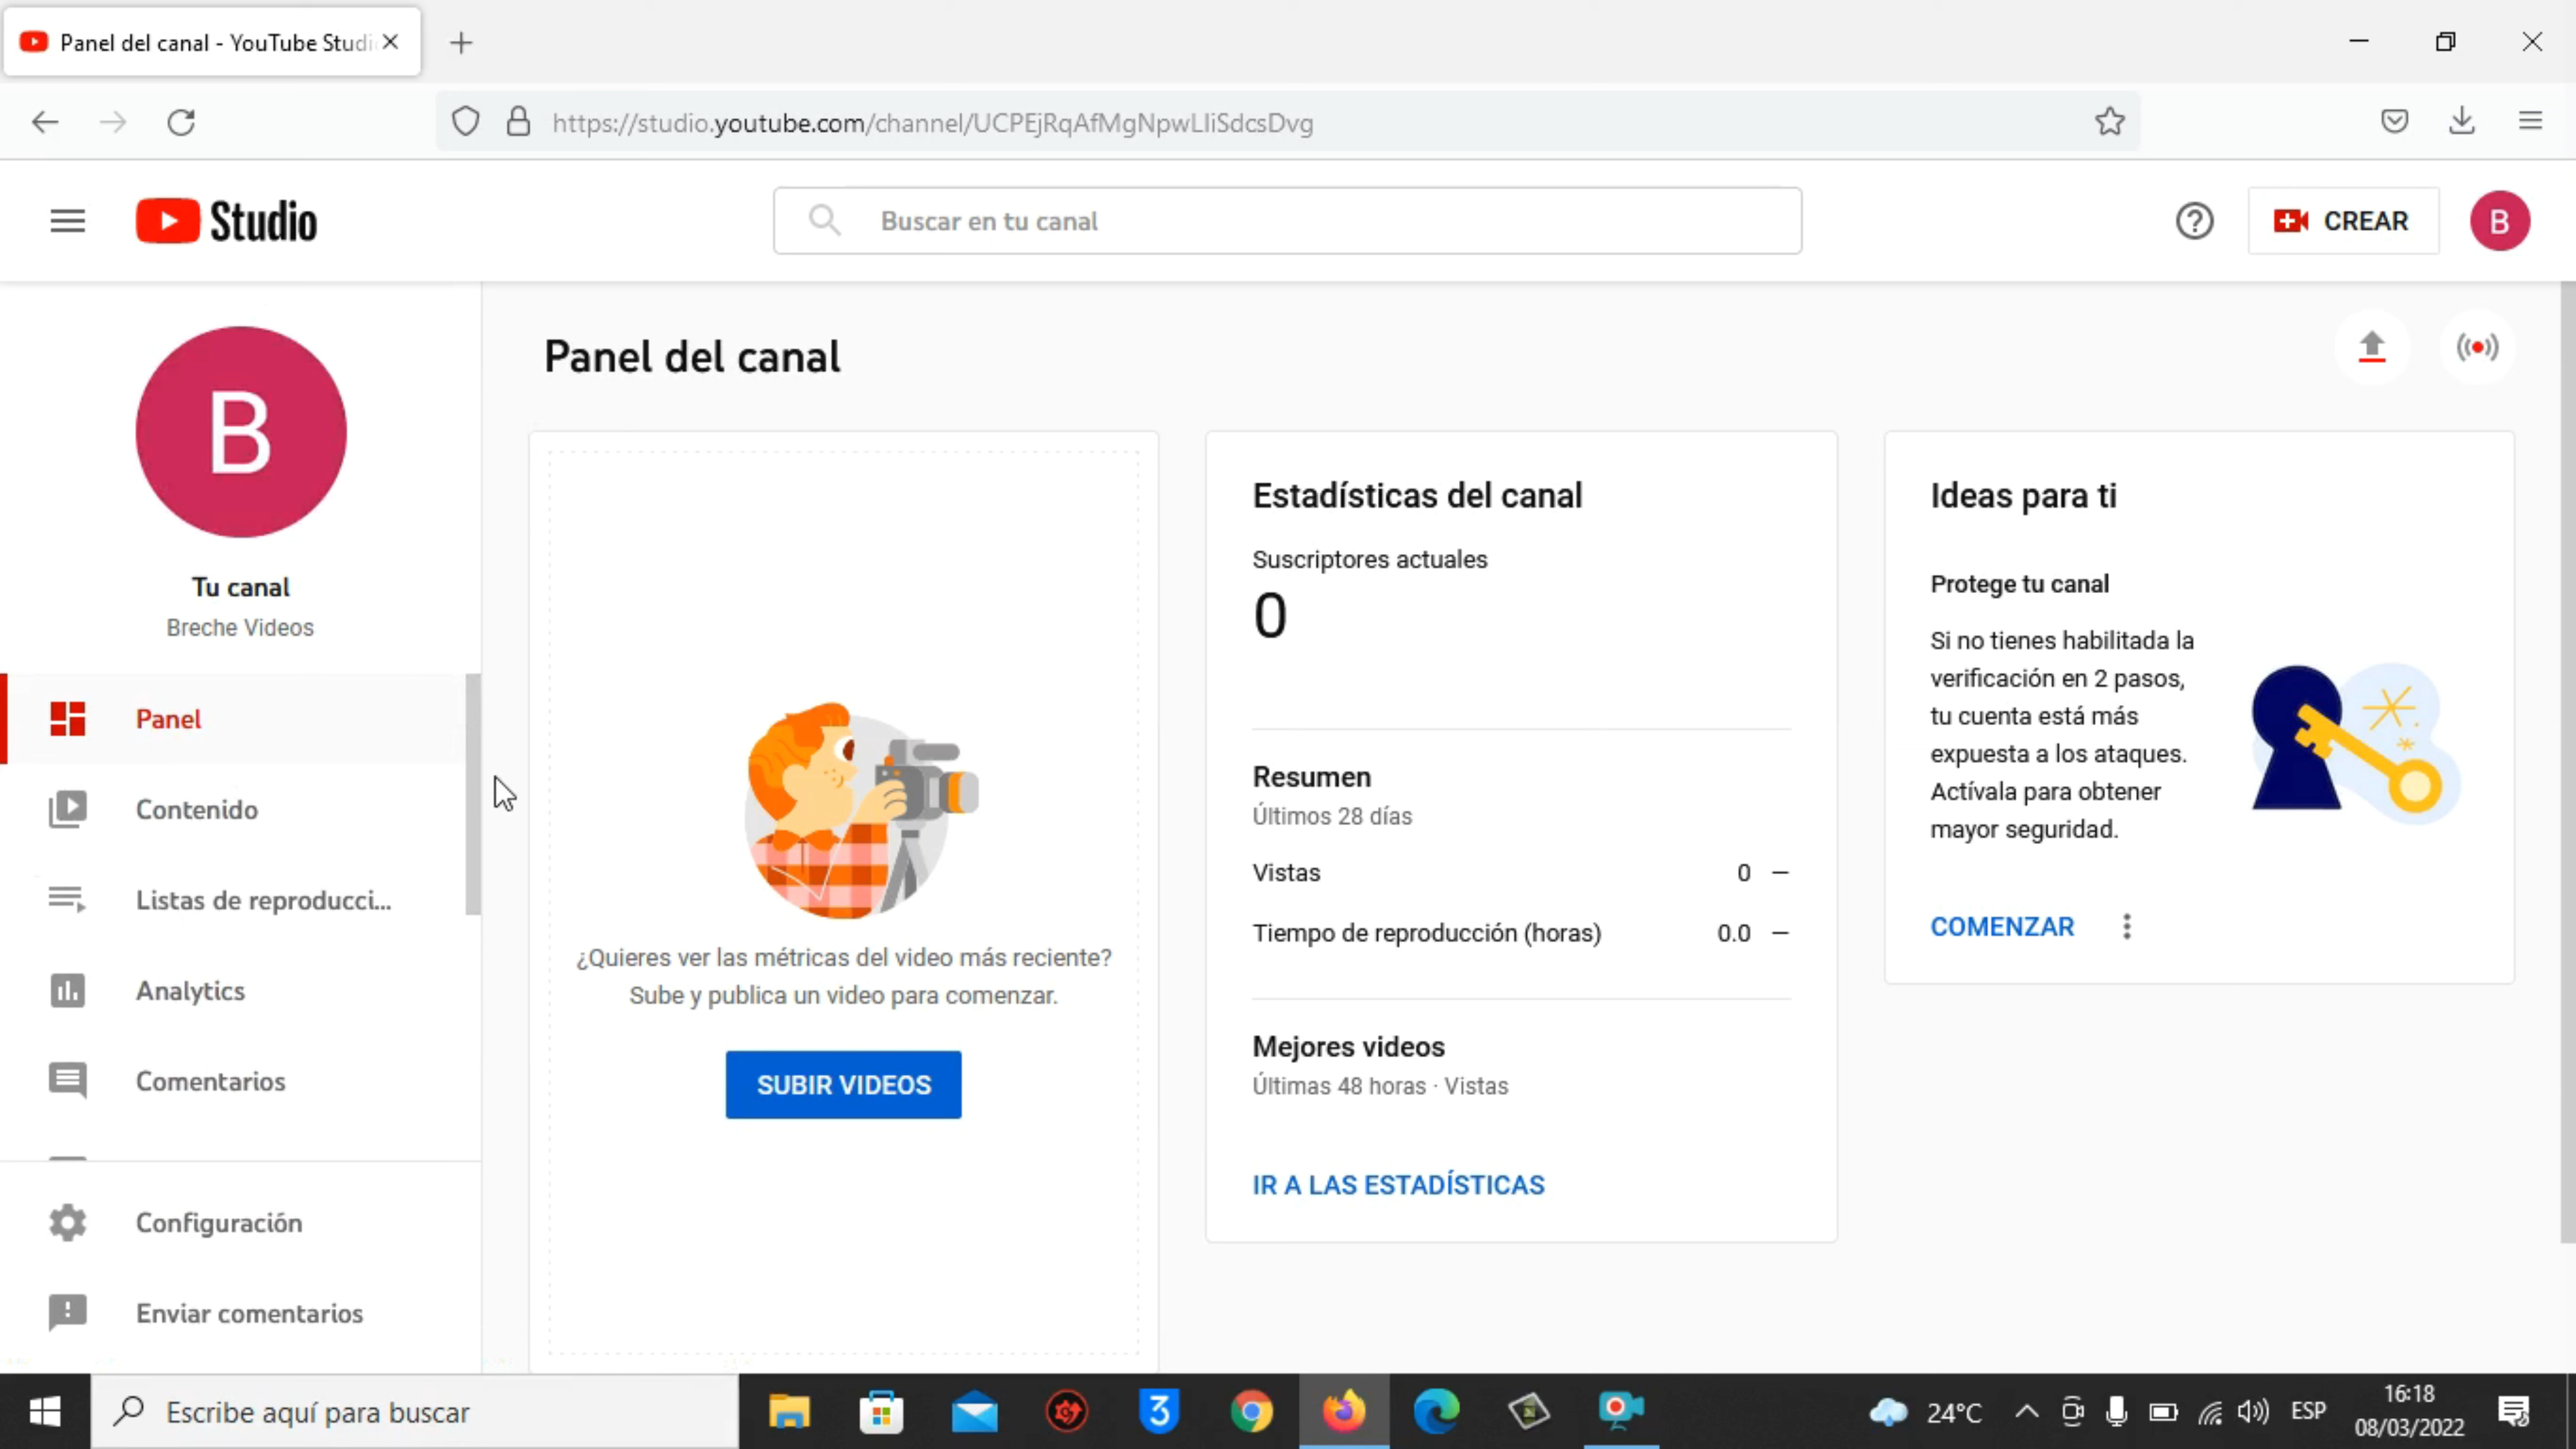 Panel del canal - YouTube Studi
https://studio.youtube.com/channel/UCPEjRqAfMgNpwLIiSdcsDvg
Studio
Buscar en tu canal
CREAR
B
B
Tu canal
Breche Videos
Panel
Contenido
Listas de reproducci...
Analytics
Comentarios
Configuración
Enviar comentarios
Panel del canal
¿Quieres ver las métricas del video más reciente?
Sube y publica un video para comenzar.
SUBIR VIDEOS
Estadísticas del canal
Suscriptores actuales
0
Resumen
Últimos 28 días
Vistas 0 —
Tiempo de reproducción (horas) 0.0 —
Mejores videos
Últimas 48 horas · Vistas
IR A LAS ESTADÍSTICAS
Ideas para ti
Protege tu canal
Si no tienes habilitada la
verificación en 2 pasos,
tu cuenta está más
expuesta a los ataques.
Actívala para obtener
mayor seguridad.
COMENZAR
Escribe aquí para buscar
3
24°C
ESP
16:18
08/03/2022